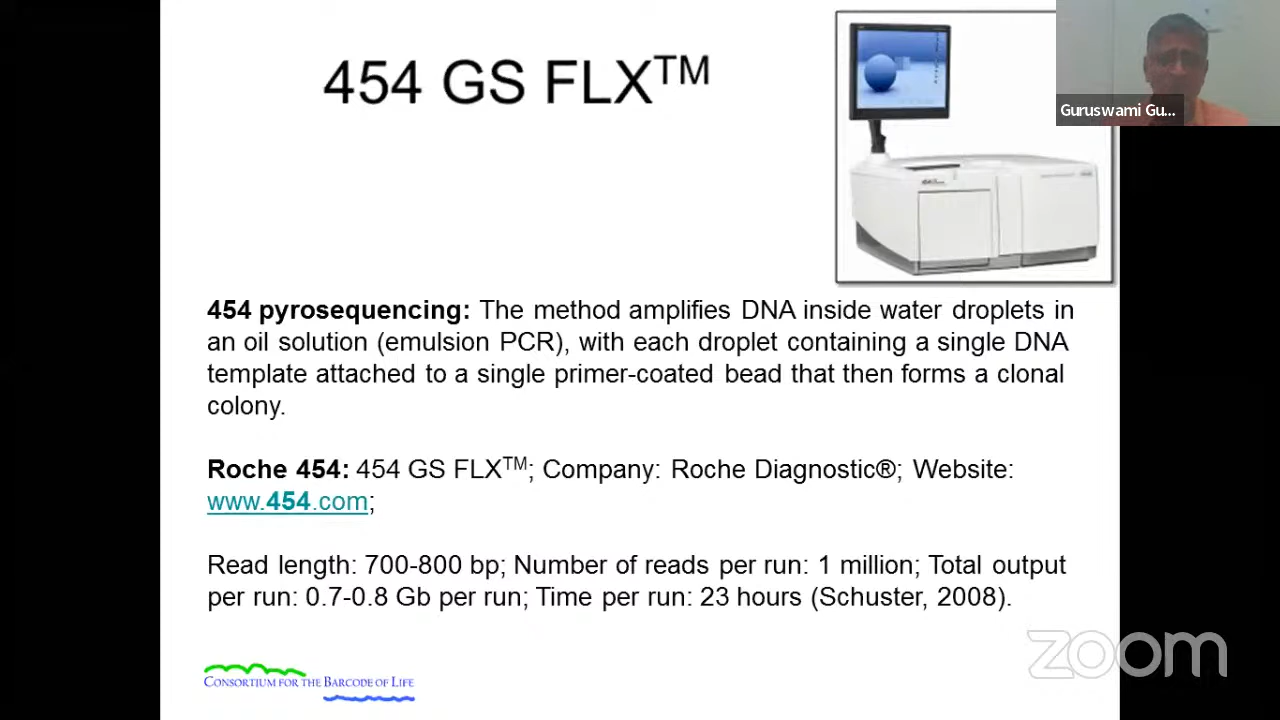 454 GS FLX™
Guruswami Gu...
454 pyrosequencing: The method amplifies DNA inside water droplets in
an oil solution (emulsion PCR), with each droplet containing a single DNA
template attached to a single primer-coated bead that then forms a clonal
colony.
Roche 454: 454 GS FLX™; Company: Roche Diagnostic®; Website:
www.454.com;
Read length: 700-800 bp; Number of reads per run: 1 million; Total output
per run: 0.7-0.8 Gb per run; Time per run: 23 hours (Schuster, 2008).
CONSORTIUM FOR THE BARCODE OF LIFE
zoom